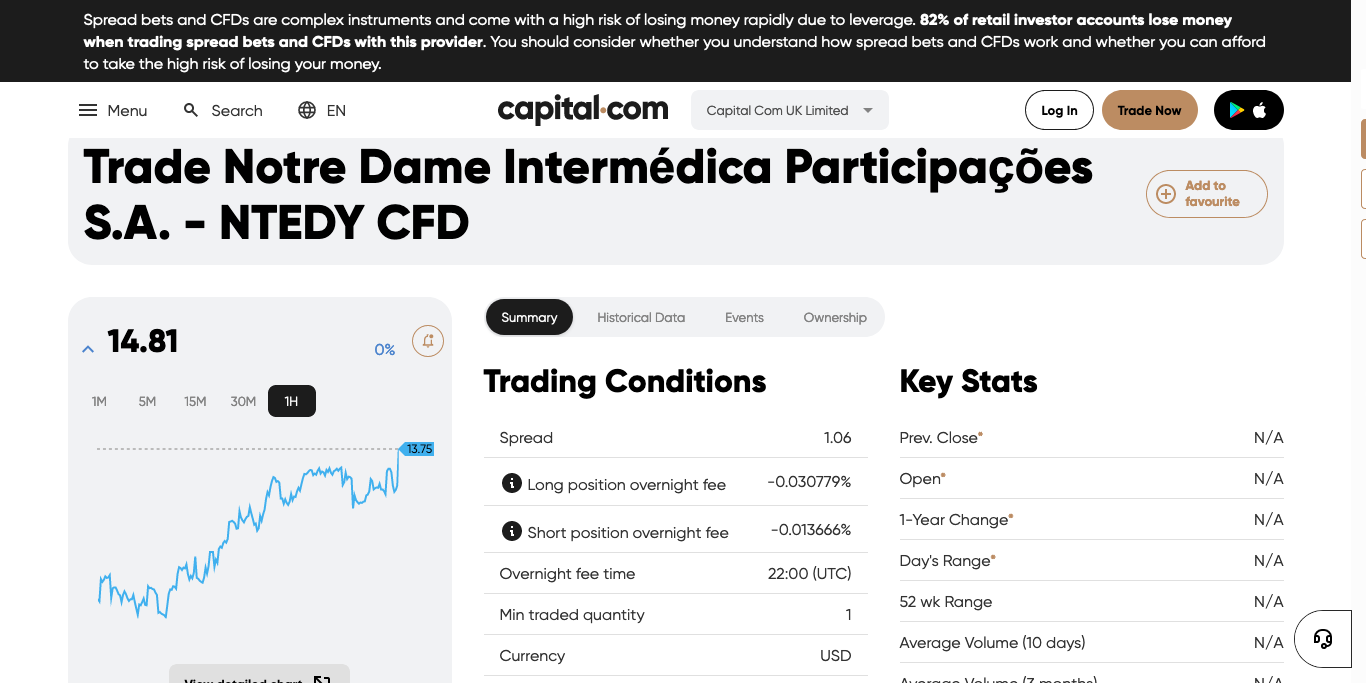 Spread bets and CFDs are complex instruments and come with a high risk of losing money rapidly due to leverage. 82% of retail investor accounts lose money
when trading spread bets and CFDs with this provider. You should consider whether you understand how spread bets and CFDs work and whether you can afford
to take the high risk of losing your money.
Menu Search EN capital.com Capital Com UK Limited Log In Trade Now
Trade Notre Dame Intermédica Participações
S.A. - NTEDY CFD
Add to
favourite
14.81
0%
1M 5M 15M 30M 1H
13.75
View detailed chart
Summary Historical Data Events Ownership
Trading Conditions
Spread 1.06
Long position overnight fee -0.030779%
Short position overnight fee -0.013666%
Overnight fee time 22:00 (UTC)
Min traded quantity 1
Currency USD
Key Stats
Prev. Close* N/A
Open* N/A
1-Year Change* N/A
Day's Range* N/A
52 wk Range N/A
Average Volume (10 days) N/A
Average Volume (3 months) N/A